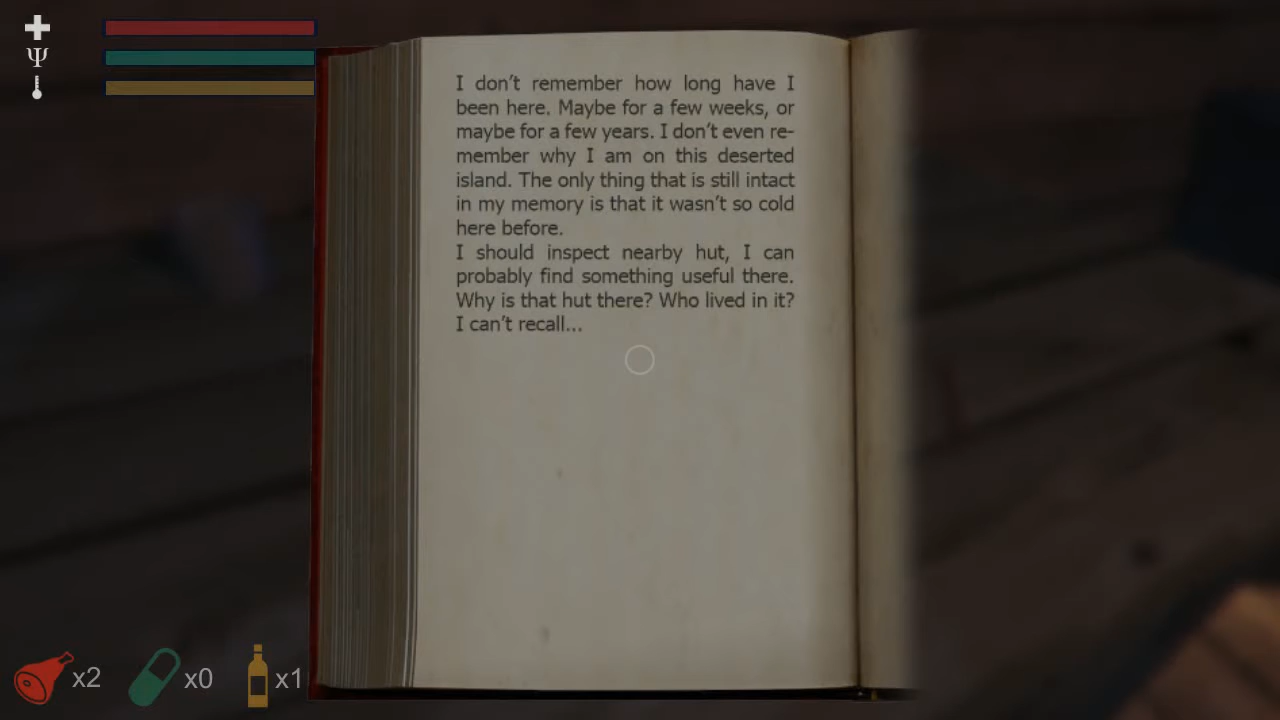 Ψ
I don't remember how long have I
been here. Maybe for a few weeks, or
maybe for a few years. I don't even re-
member why I am on this deserted
island. The only thing that is still intact
in my memory is that it wasn't so cold
here before.
I should inspect nearby hut, I can
probably find something useful there.
Why is that hut there? Who lived in it?
I can't recall...
x2
x0
x1